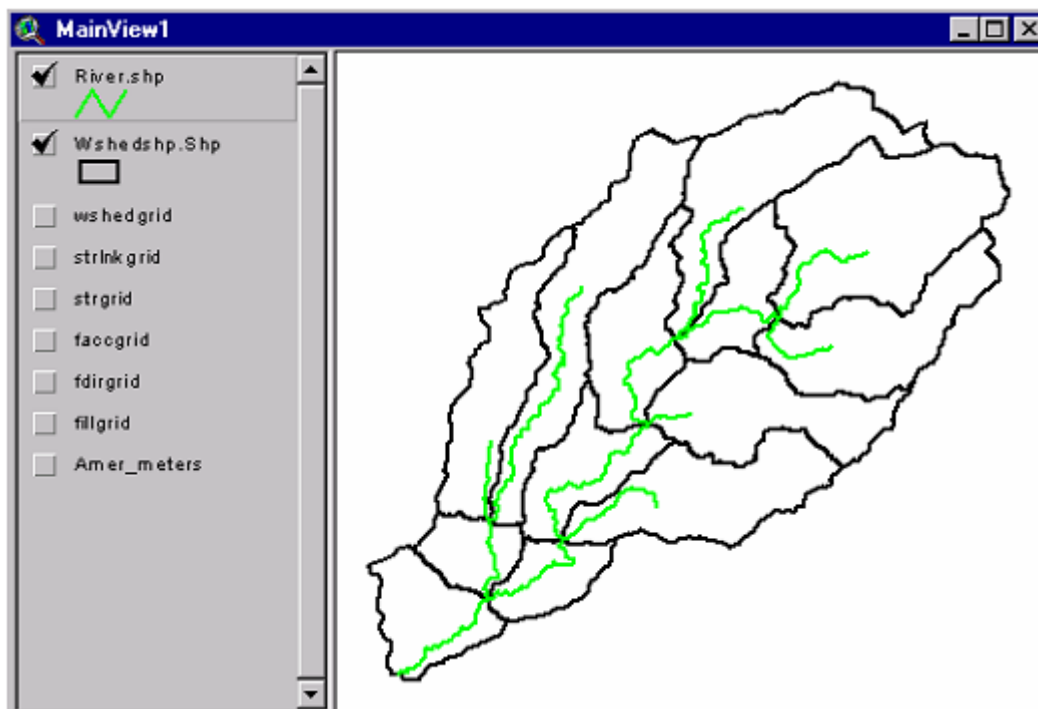 MainView1
River.shp
Wshedshp.Shp
wshedgrid
strlnkgrid
strgrid
faccgrid
fdirgrid
fillgrid
Amer_meters